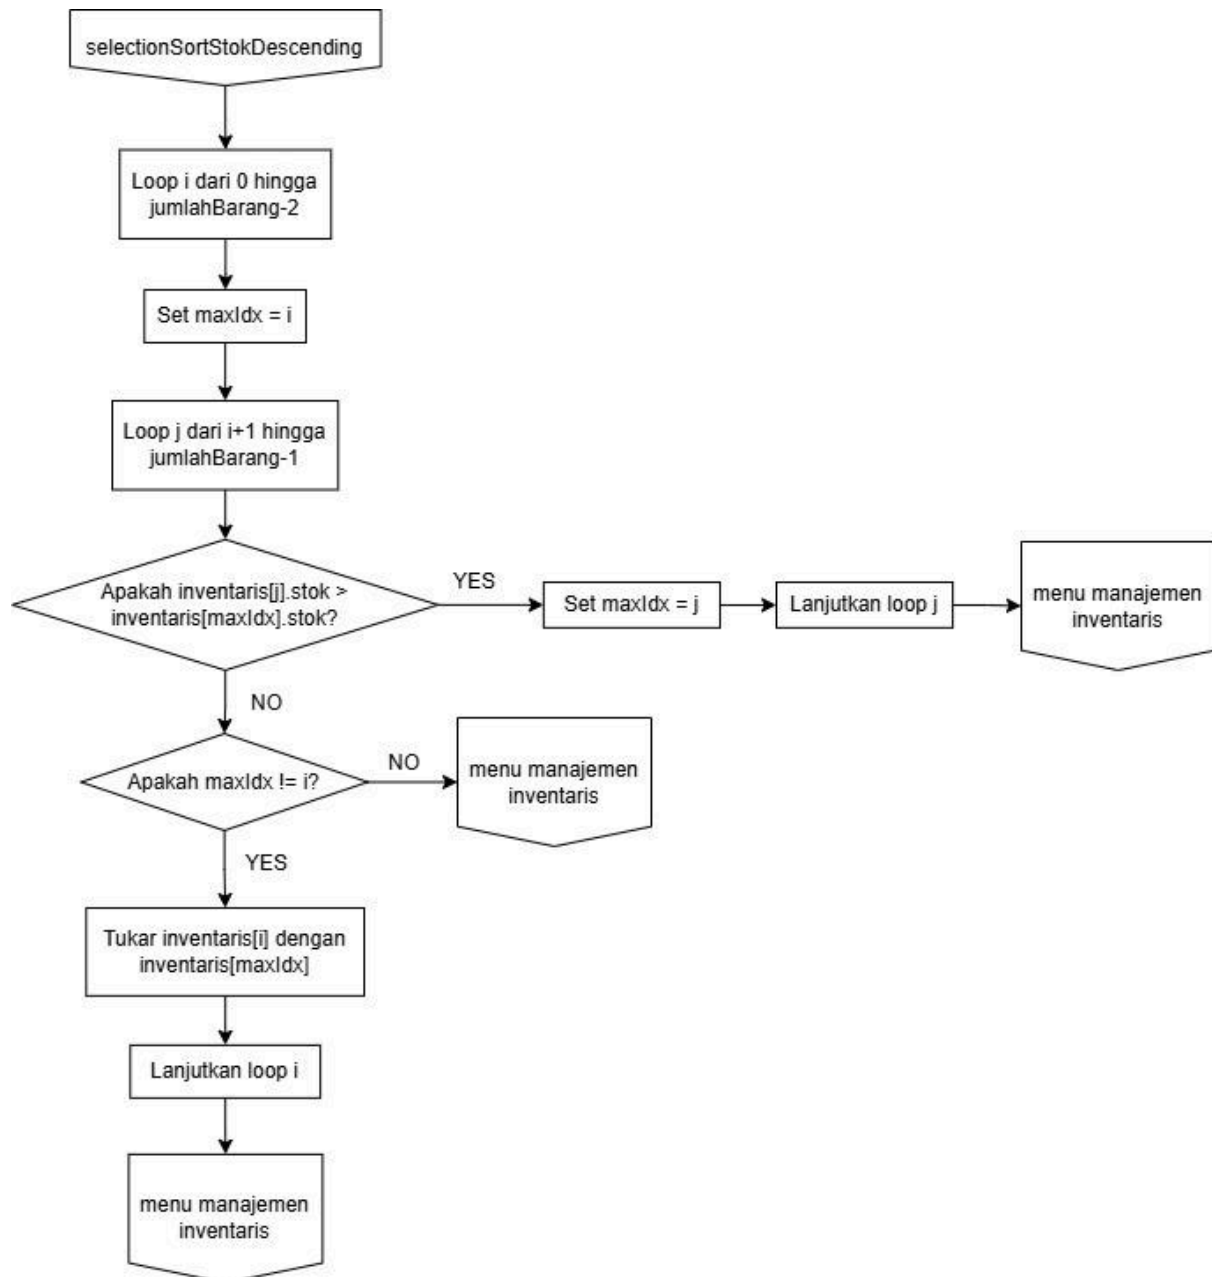 selectionSortStokDescending
Loop i dari 0 hingga
jumlahBarang-2
Set maxIdx = i
Loop j dari i+1 hingga
jumlahBarang-1
Apakah inventaris[j].stok >
inventaris[maxIdx].stok?
YES
Set maxIdx = j
Lanjutkan loop j
menu manajemen
inventaris
NO
Apakah maxIdx != i?
NO
menu manajemen
inventaris
YES
Tukar inventaris[i] dengan
inventaris[maxIdx]
Lanjutkan loop i
menu manajemen
inventaris